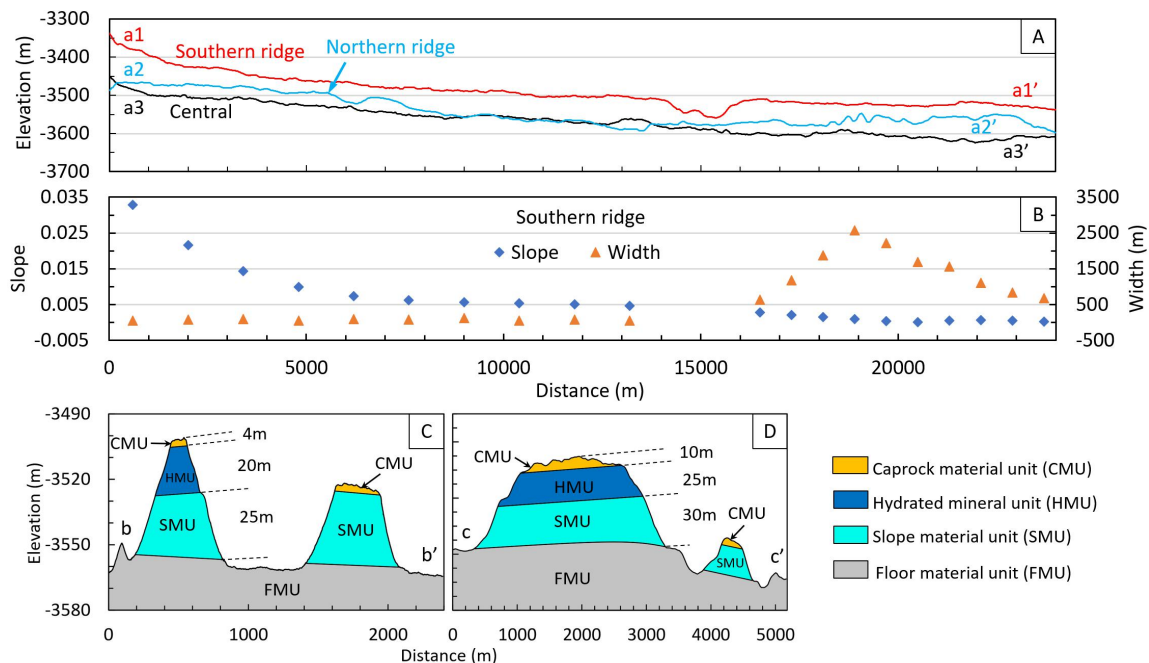 -3300
A
a1
Southern ridge
Northern ridge
-3400
a2
a1’
-3500
a3
Central
-3600
a2’
a3’
-3700
Elevation (m)
0.035
Southern ridge
B
3500
0.025
Slope
Width
2500
0.015
1500
0.005
500
-0.005
-500
Slope
Width (m)
0
5000
10000
15000
20000
Distance (m)
-3490
C
D
CMU
4m
CMU
10m
20m
CMU
25m
-3520
HMU
HMU
25m
SMU
SMU
SMU
30m
CMU
-3550
b
b’
c
c’
SMU
FMU
FMU
-3580
Elevation (m)
0
1000
2000
0
1000
2000
3000
4000
5000
Distance (m)
Caprock material unit (CMU)
Hydrated mineral unit (HMU)
Slope material unit (SMU)
Floor material unit (FMU)